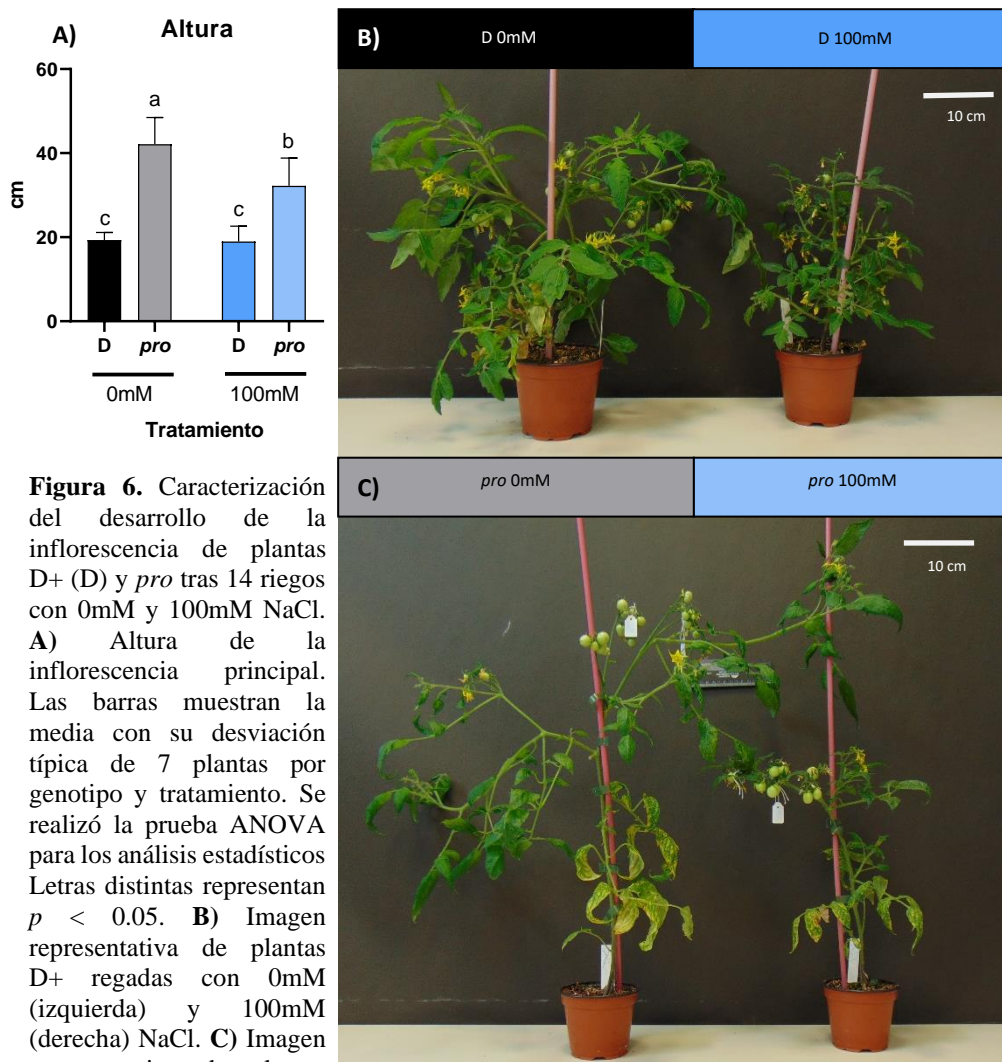 A)
Altura
60
40
20
0
cm
c
a
c
b
D
pro
D
pro
0mM
100mM
Tratamiento
B)
D 0mM
D 100mM
10 cm
C)
pro 0mM
pro 100mM
10 cm
Figura 6. Caracterización
del desarrollo de la
inflorescencia de plantas
D+ (D) y pro tras 14 riegos
con 0mM y 100mM NaCl.
A) Altura de la
inflorescencia principal.
Las barras muestran la
media con su desviación
típica de 7 plantas por
genotipo y tratamiento. Se
realizó la prueba ANOVA
para los análisis estadísticos
Letras distintas representan
p < 0.05. B) Imagen
representativa de plantas
D+ regadas con 0mM
(izquierda) y 100mM
(derecha) NaCl. C) Imagen